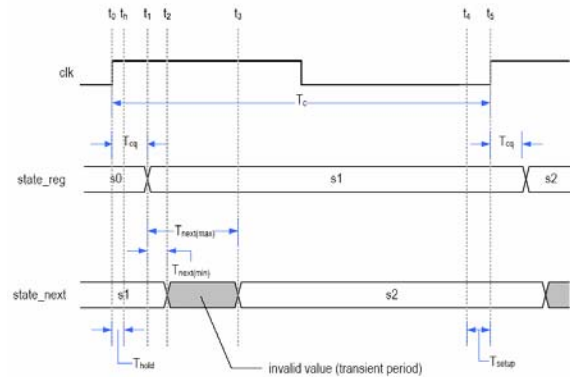 t0 th t1 t2 t3 t4 t5
clk
Tc
Tcq Tcq
state_reg s0 s1 s2
Tnext(max)
Tnext(min)
state_next s1 s2
Thold invalid value (transient period) Tsetup